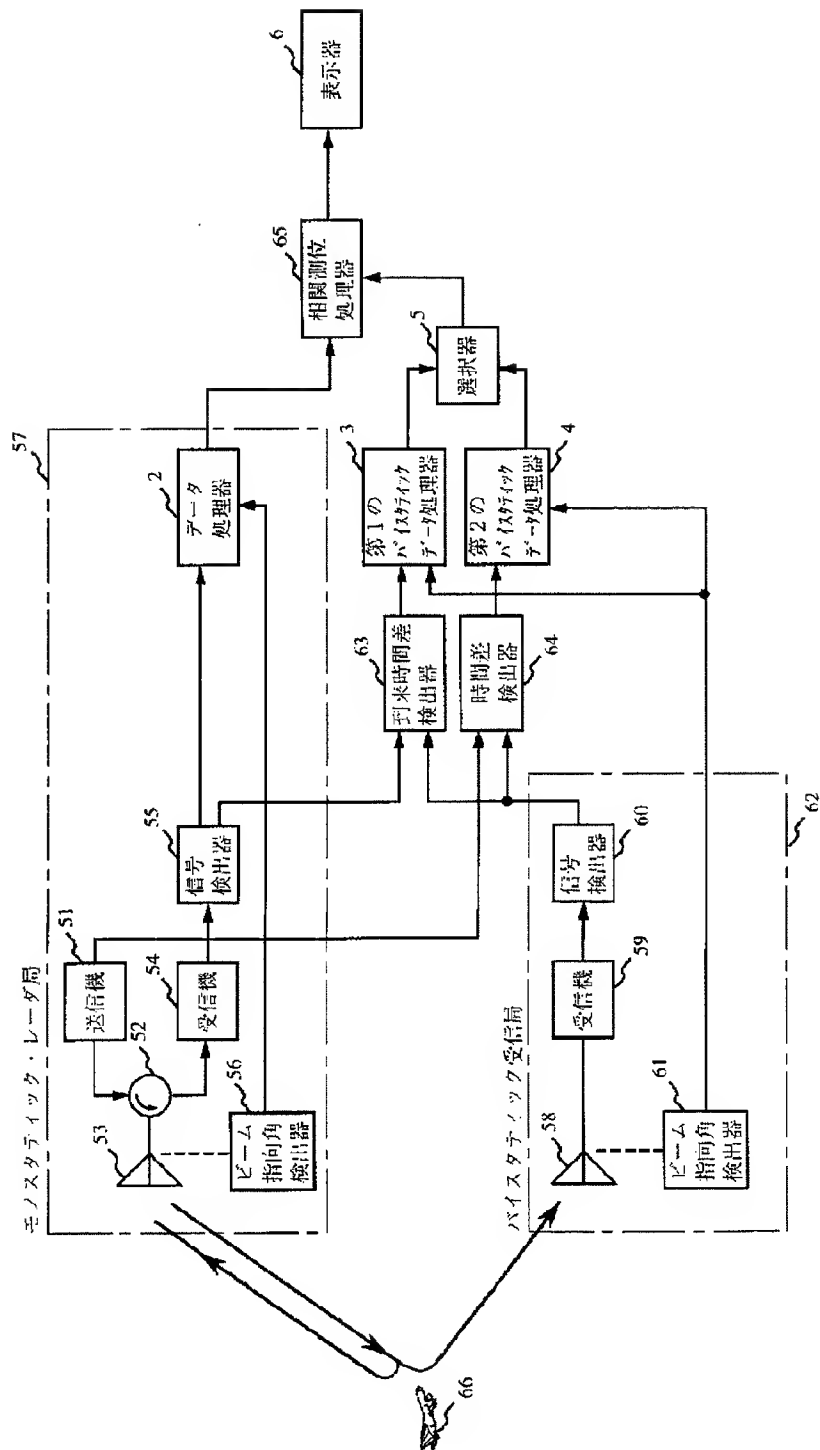 モノスタティック・レーダ局
57
51
送信機
52
53
54
受信機
55
信号
検出器
56
ビーム
指向角
検出器
2
データ
処理器
65
相関測位
処理器
6
表示器
5
選択器
3
第1の
バイスタティック
データ処理器
4
第2の
バイスタティック
データ処理器
63
到来時間差
検出器
64
時間差
検出器
バイスタティック受信局
62
58
59
受信機
60
信号
検出器
61
ビーム
指向角
検出器
66